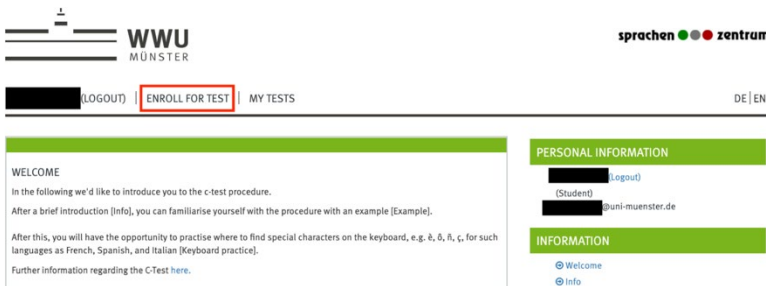 WWU
MÜNSTER
sprachen zentrum
(LOGOUT) | ENROLL FOR TEST | MY TESTS
DE | EN
WELCOME
In the following we'd like to introduce you to the c-test procedure.
After a brief introduction [Info], you can familiarise yourself with the procedure with an example [Example].
After this, you will have the opportunity to practise where to find special characters on the keyboard, e.g. è, õ, ñ, ç, for such
languages as French, Spanish, and Italian [Keyboard practice].
Further information regarding the C-Test here.
PERSONAL INFORMATION
(Logout)
(Student)
@uni-muenster.de
INFORMATION
Welcome
Info